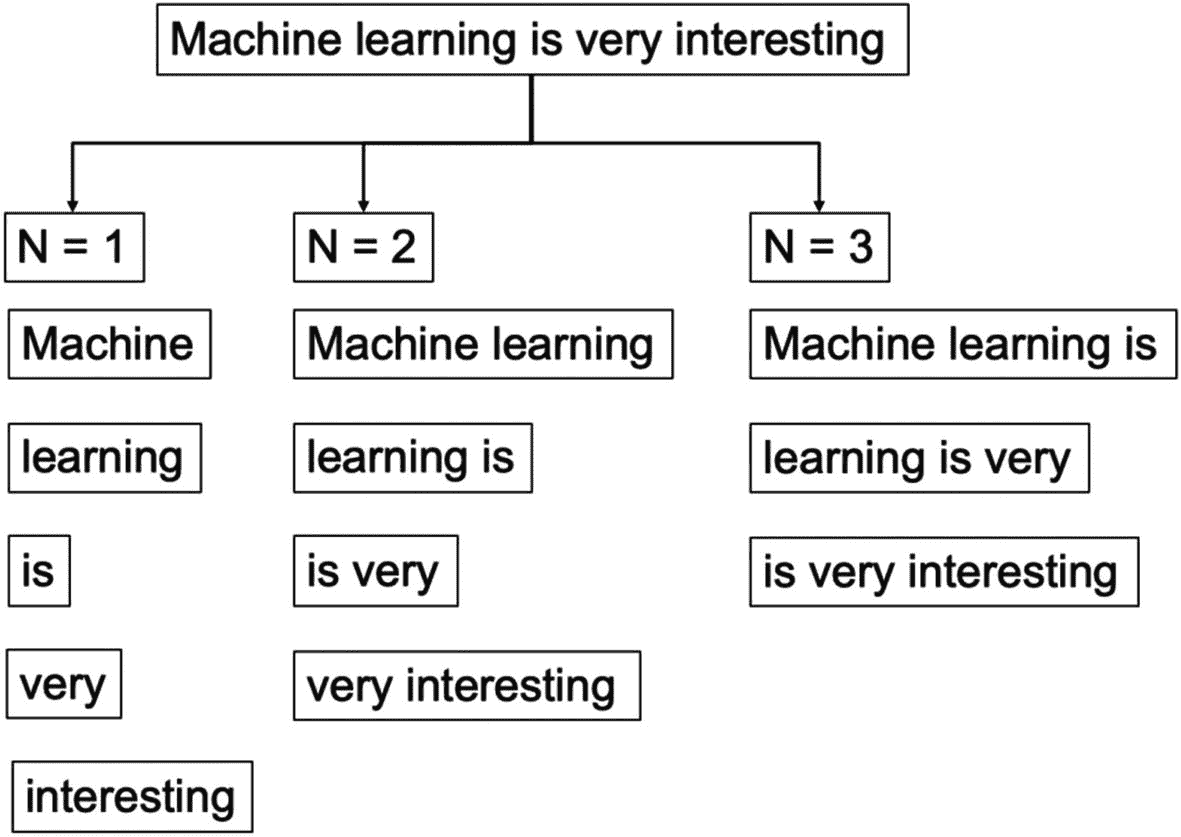 Machine learning is very interesting
N = 1
Machine
learning
is
very
interesting
N = 2
Machine learning
learning is
is very
very interesting
N = 3
Machine learning is
learning is very
is very interesting